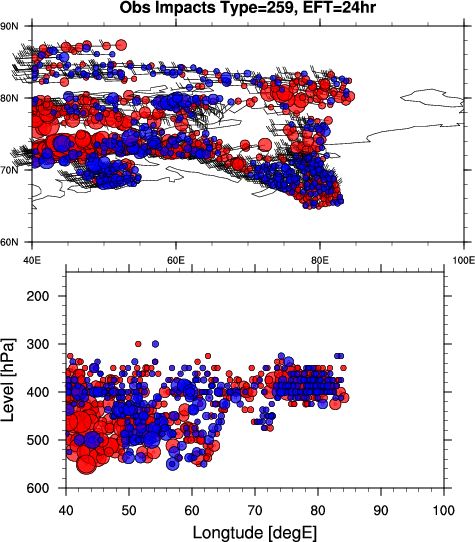 Obs Impacts Type=259, EFT=24hr
90N
80N
70N
60N
40E 60E 80E 100E
200
300
400
500
600
Level [hPa]
40 50 60 70 80 90 100
Longtude [degE]